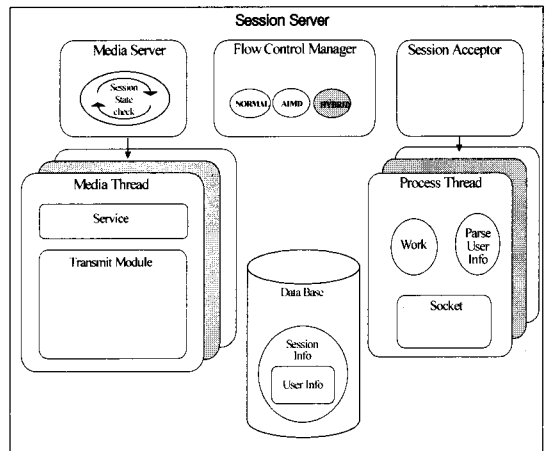 Session Server
Media Server
Session
State
check
Flow Control Manager
NORMAL
AIMD
HYBRID
Session Acceptor
Media Thread
Service
Transmit Module
Data Base
Session
Info
User Info
Process Thread
Work
Parse
User
Info
Socket